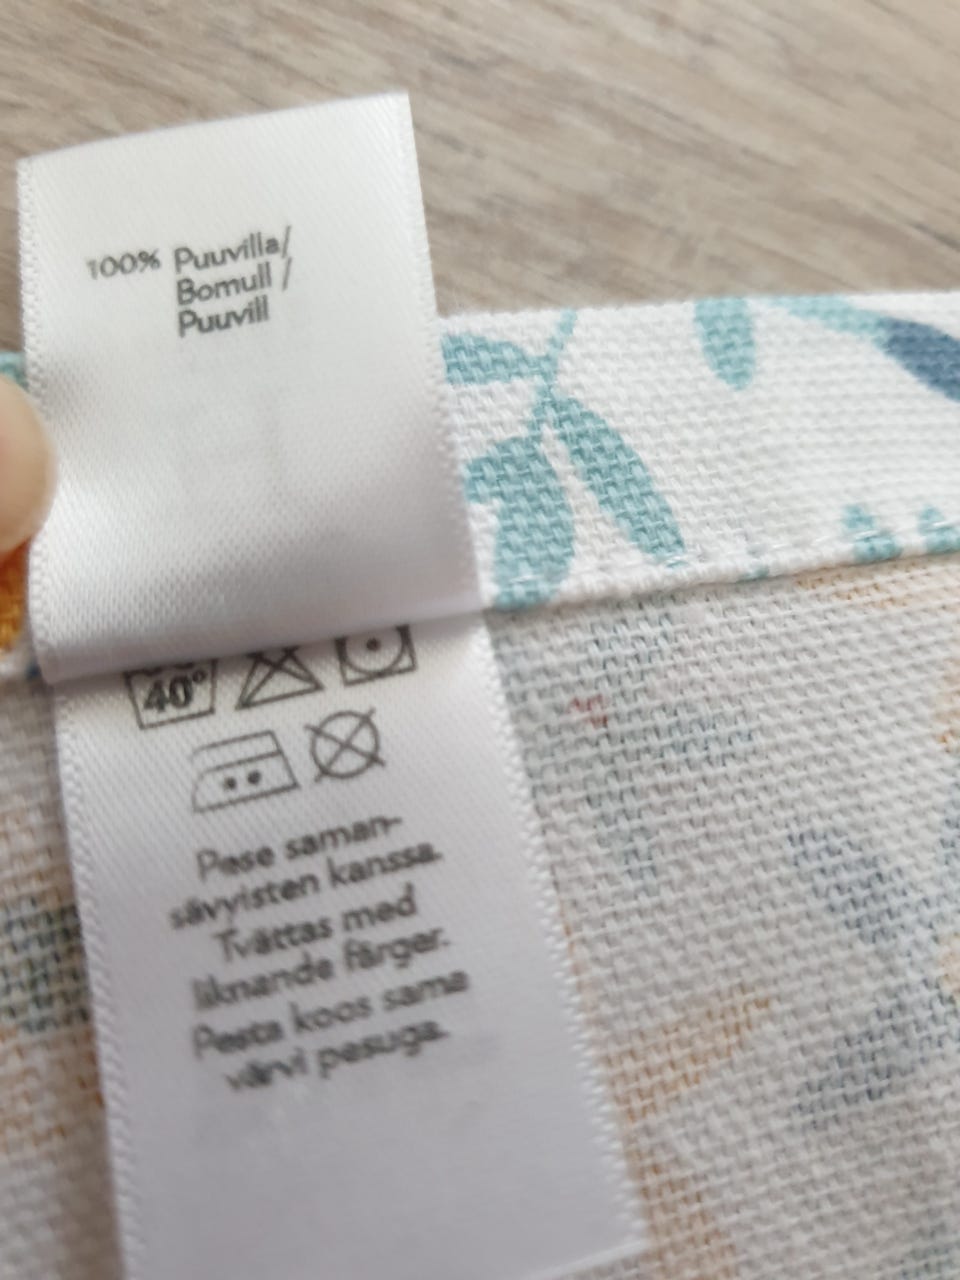 100% Puuvilla/
Bomull /
Puuvill
40°
Pese saman-
sävyisten kanssa.
Tvättas med
liknande färger.
Pesta koos sama
värvi pesuga.